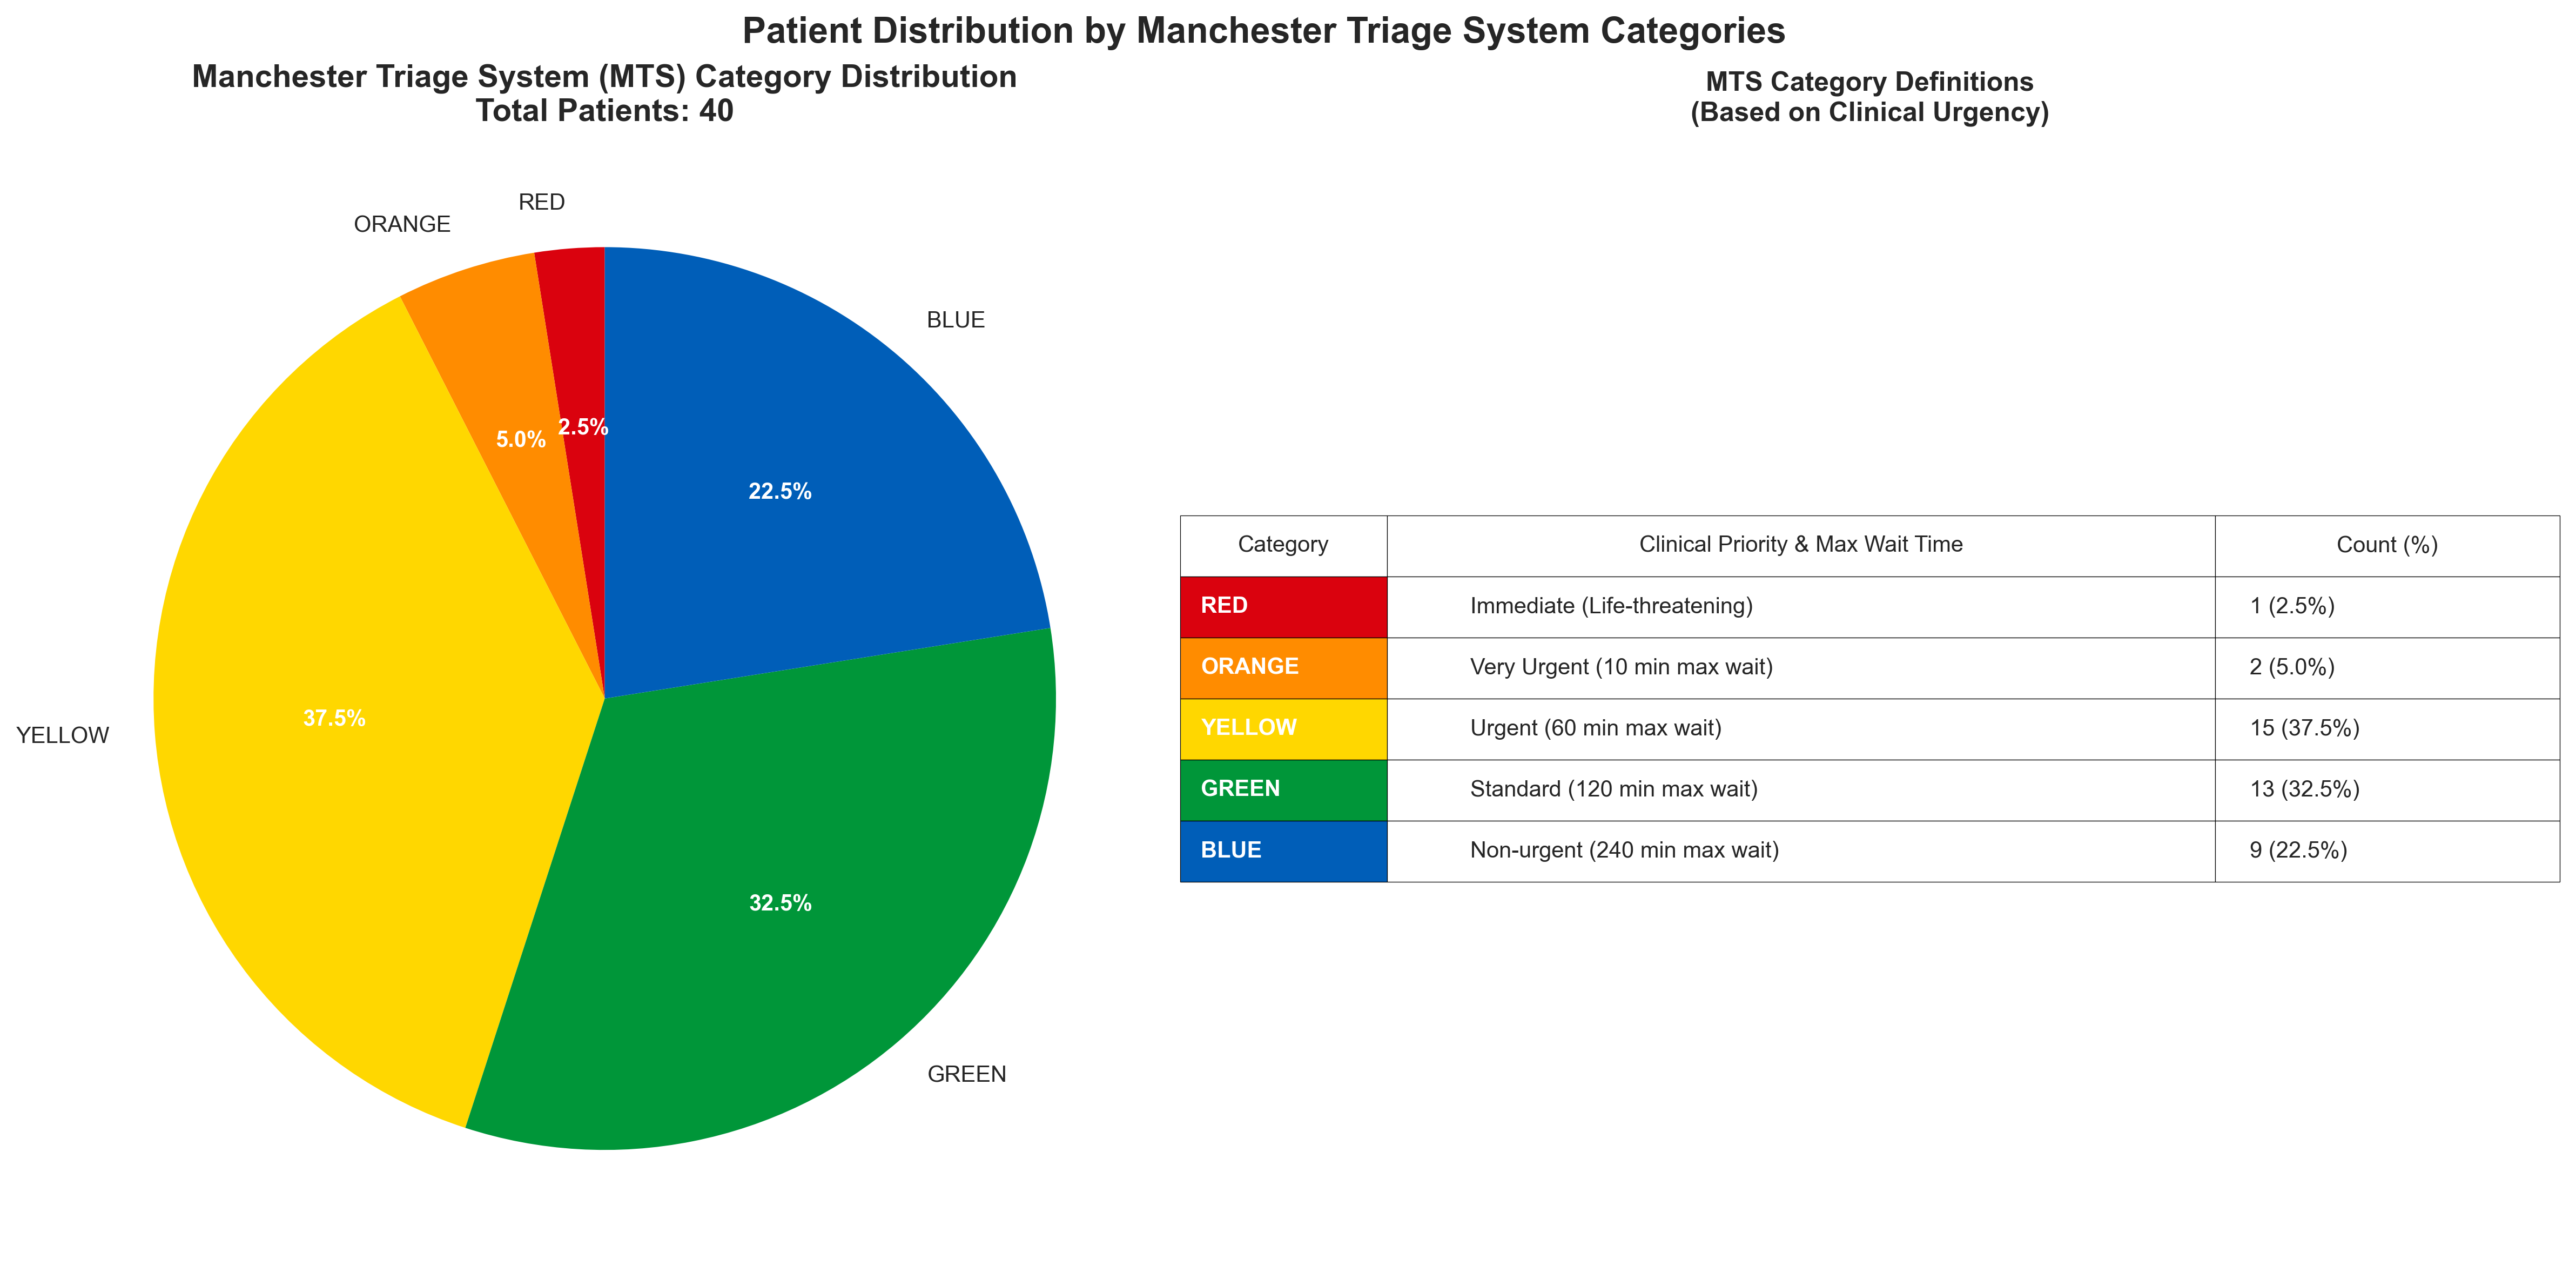 Patient Distribution by Manchester Triage System Categories
Manchester Triage System (MTS) Category Distribution
Total Patients: 40
RED
ORANGE
BLUE
2.5%
5.0%
22.5%
37.5%
YELLOW
32.5%
GREEN
MTS Category Definitions
(Based on Clinical Urgency)
Category Clinical Priority & Max Wait Time Count (%)
RED Immediate (Life-threatening) 1 (2.5%)
ORANGE Very Urgent (10 min max wait) 2 (5.0%)
YELLOW Urgent (60 min max wait) 15 (37.5%)
GREEN Standard (120 min max wait) 13 (32.5%)
BLUE Non-urgent (240 min max wait) 9 (22.5%)